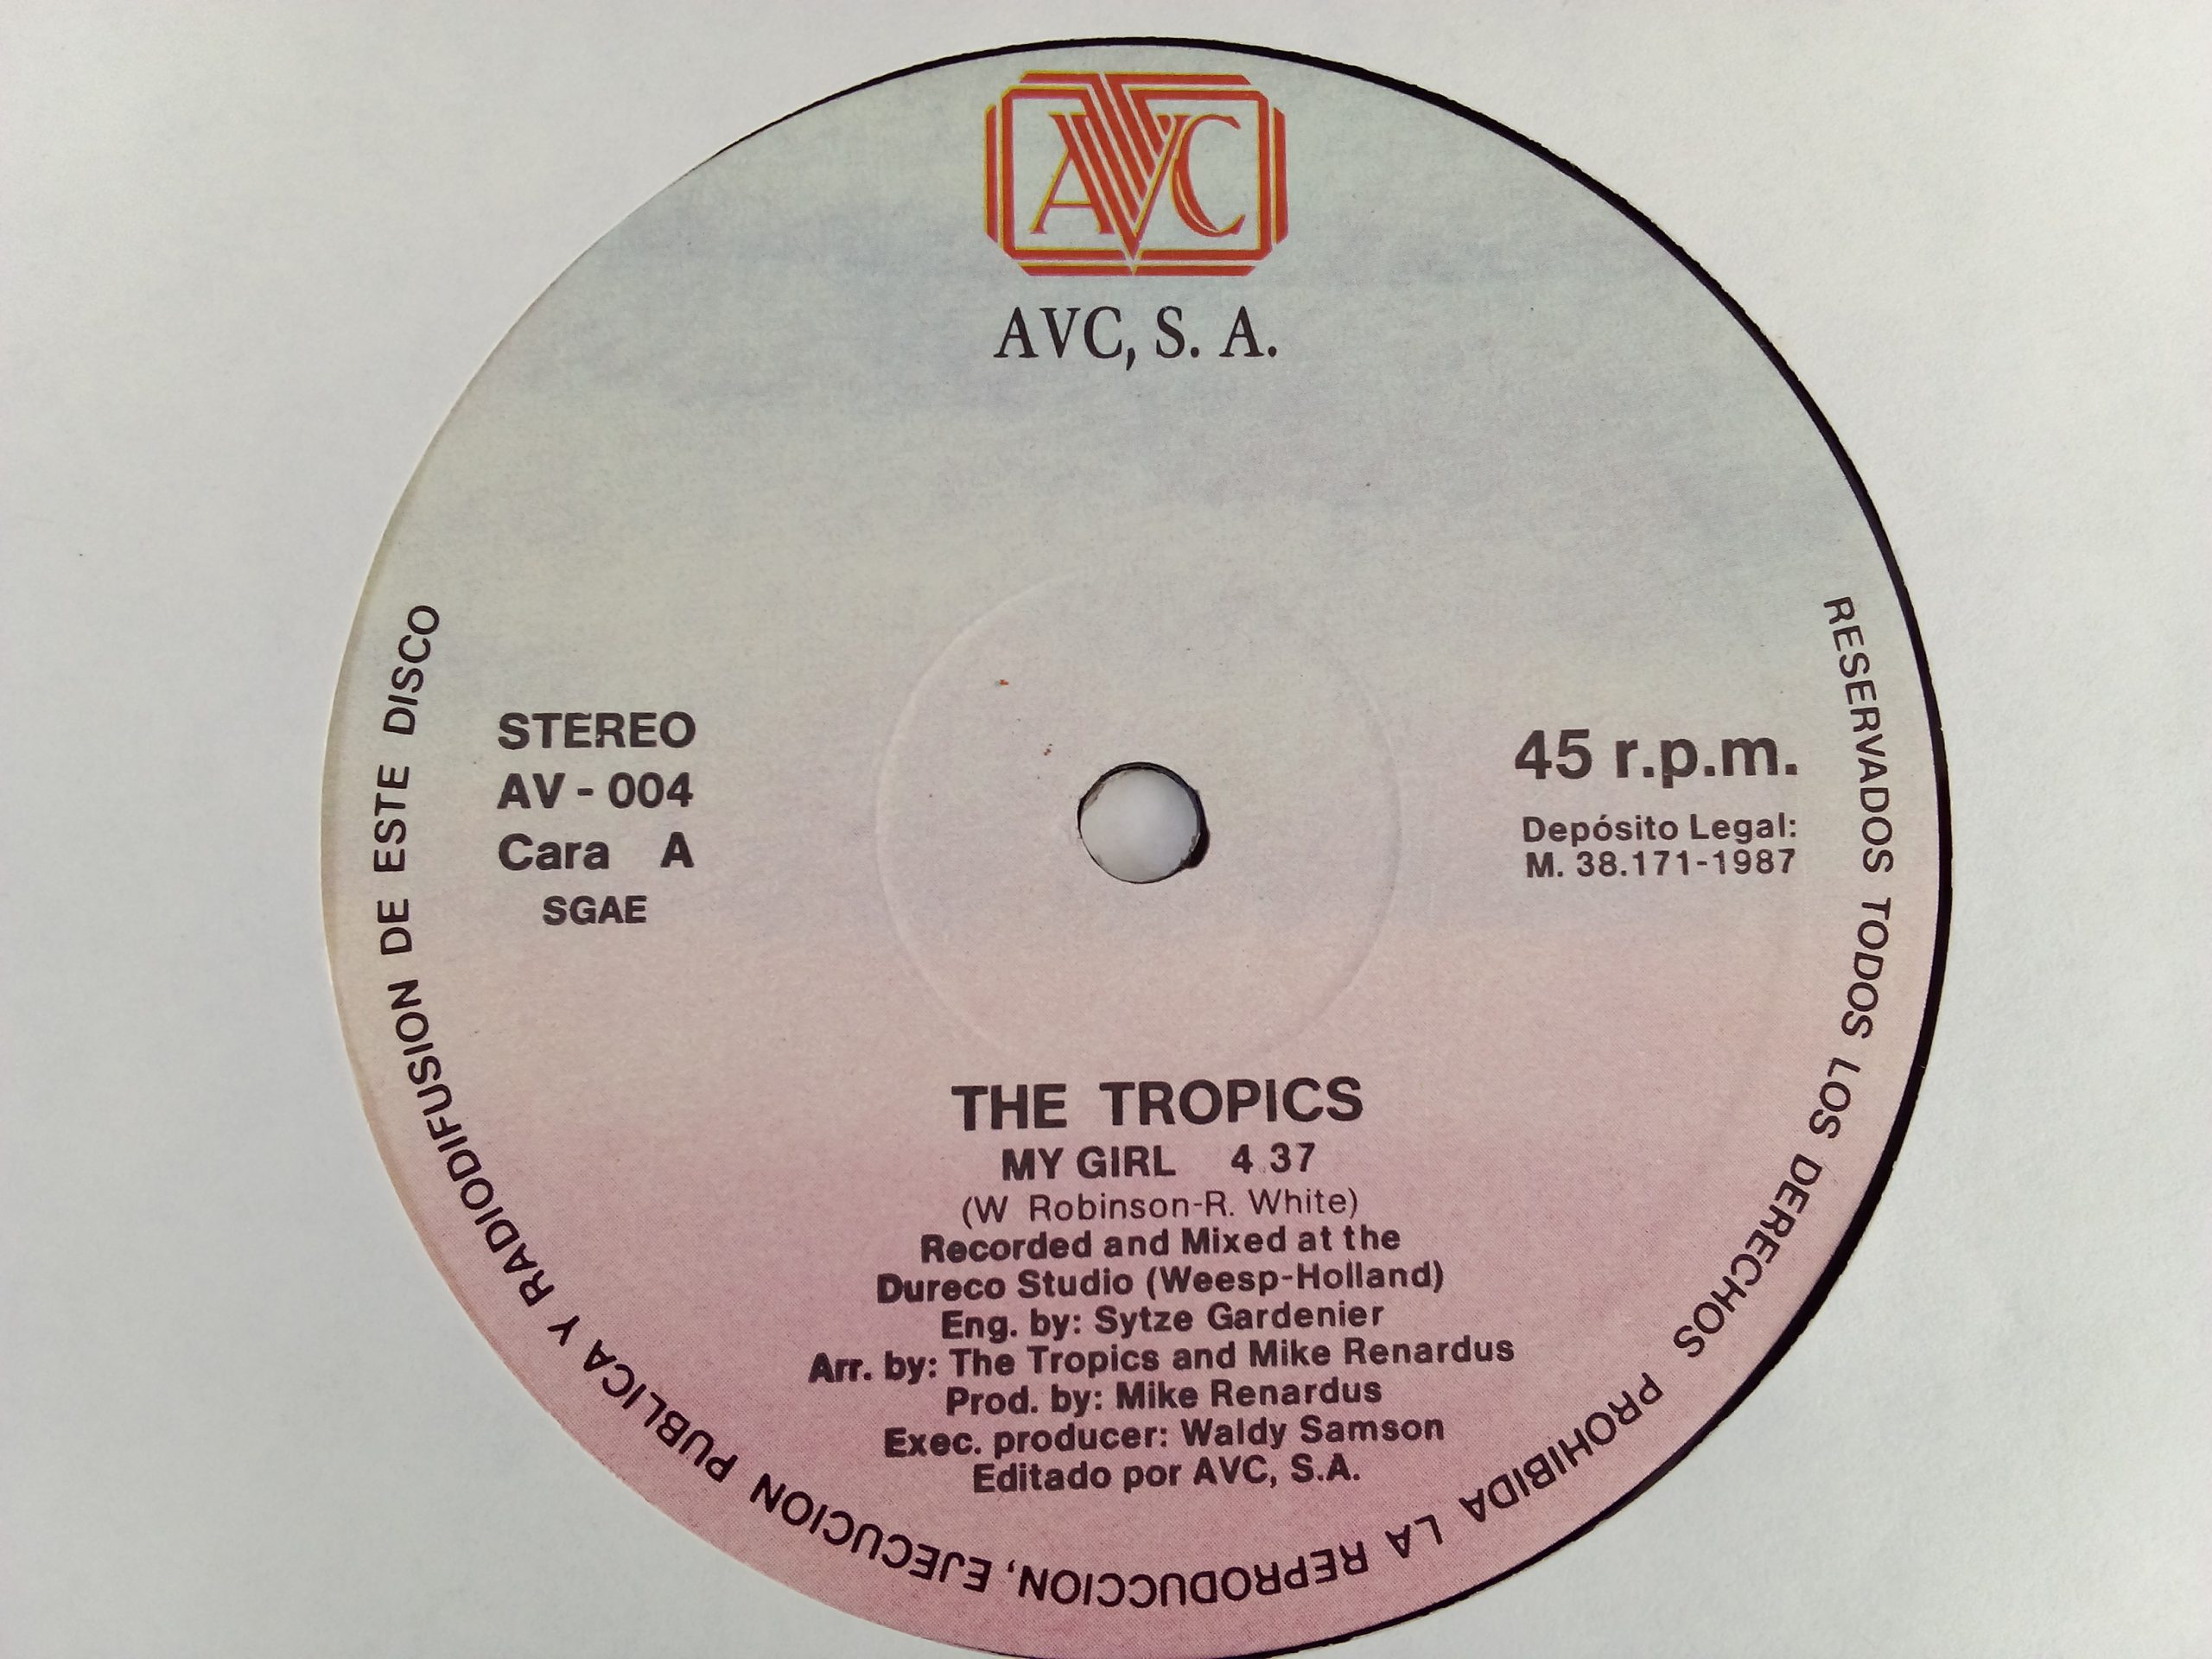 AVC
AVC, S. A.
STEREO
AV - 004
Cara A
SGAE
45 r.p.m.
Depósito Legal:
M. 38.171-1987
THE TROPICS
MY GIRL 4.37
(W Robinson-R. White)
Recorded and Mixed at the
Dureco Studio (Weesp-Holland)
Eng. by: Sytze Gardenier
Arr. by: The Tropics and Mike Renardus
Prod. by: Mike Renardus
Exec. producer: Waldy Samson
Editado por AVC, S.A.
RESERVADOS TODOS LOS DERECHOS PROHIBIDA LA REPRODUCCION, EJECUCION PUBLICA Y RADIODIFUSION DE ESTE DISCO